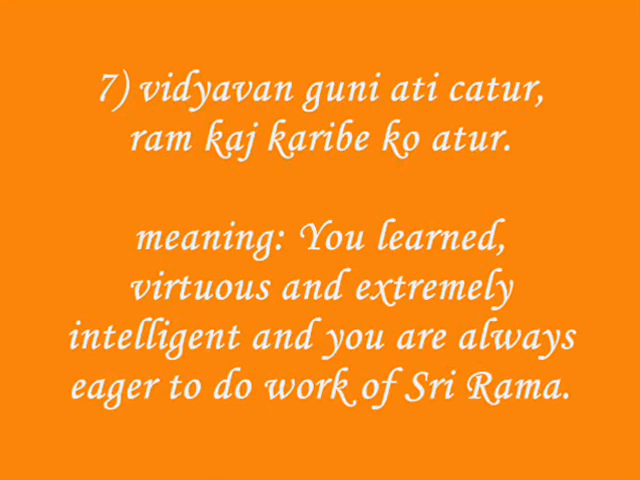 7) vidyavan guni ati catur,
ram kaj karibe ko atur.
meaning: You learned,
virtuous and extremely
intelligent and you are always
eager to do work of Sri Rama.